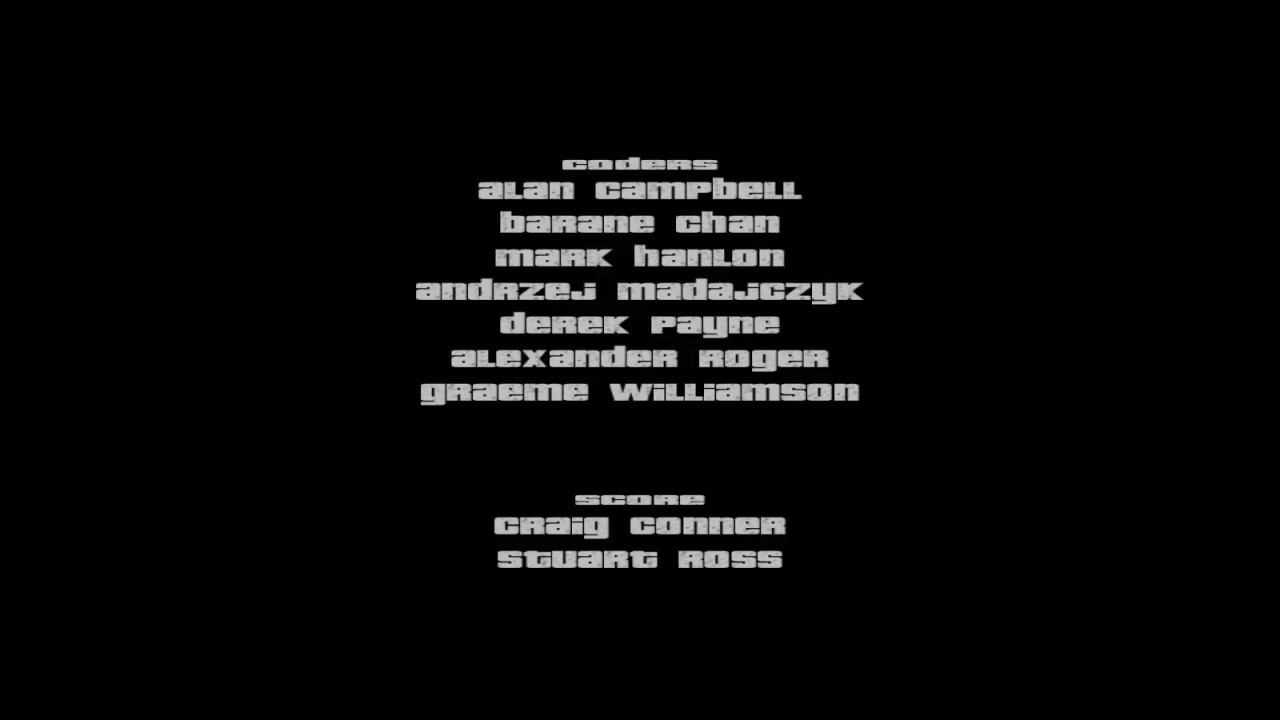 coders
alan campbell
barane chan
mark hanlon
andrzej madajczyk
derek payne
alexander roger
graeme williamson
score
craig conner
stuart ross